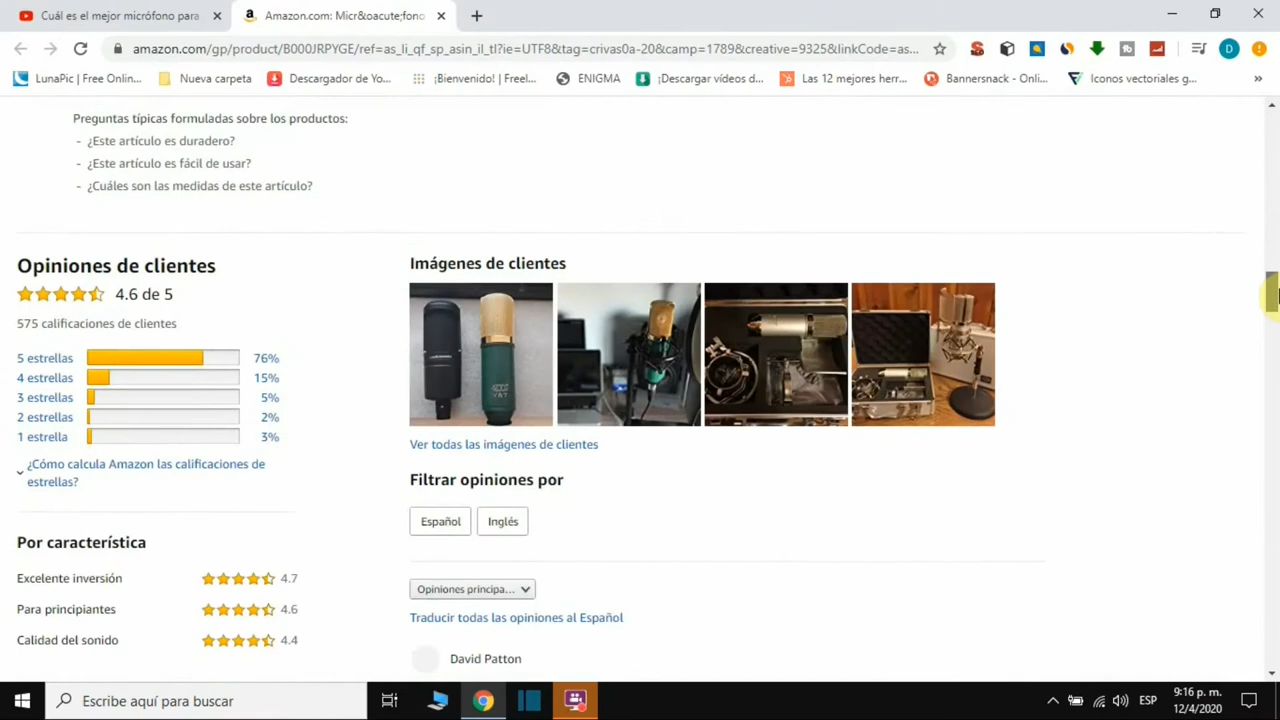 Cuál es el mejor micrófono para
Amazon.com: Micr&oacute;fono
amazon.com/gp/product/B000JRPYGE/ref=as_li_qf_sp_asin_il_tl?ie=UTF8&tag=crivas0a-20&camp=1789&creative=9325&linkCode=as...
D
LunaPic | Free Onlin...
Nueva carpeta
Descargador de Yo...
¡Bienvenido! | Freel...
ENIGMA
¡Descargar vídeos d...
Las 12 mejores herr...
Bannersnack - Onli...
Iconos vectoriales g...
»
Preguntas típicas formuladas sobre los productos:
- ¿Este artículo es duradero?
- ¿Este artículo es fácil de usar?
- ¿Cuáles son las medidas de este artículo?
Opiniones de clientes
4.6 de 5
575 calificaciones de clientes
5 estrellas 76%
4 estrellas 15%
3 estrellas 5%
2 estrellas 2%
1 estrella 3%
¿Cómo calcula Amazon las calificaciones de
estrellas?
Por característica
Excelente inversión 4.7
Para principiantes 4.6
Calidad del sonido 4.4
Imágenes de clientes
Ver todas las imágenes de clientes
Filtrar opiniones por
Español
Inglés
Opiniones principa...
Traducir todas las opiniones al Español
David Patton
Escribe aquí para buscar
ESP
9:16 p. m.
12/4/2020